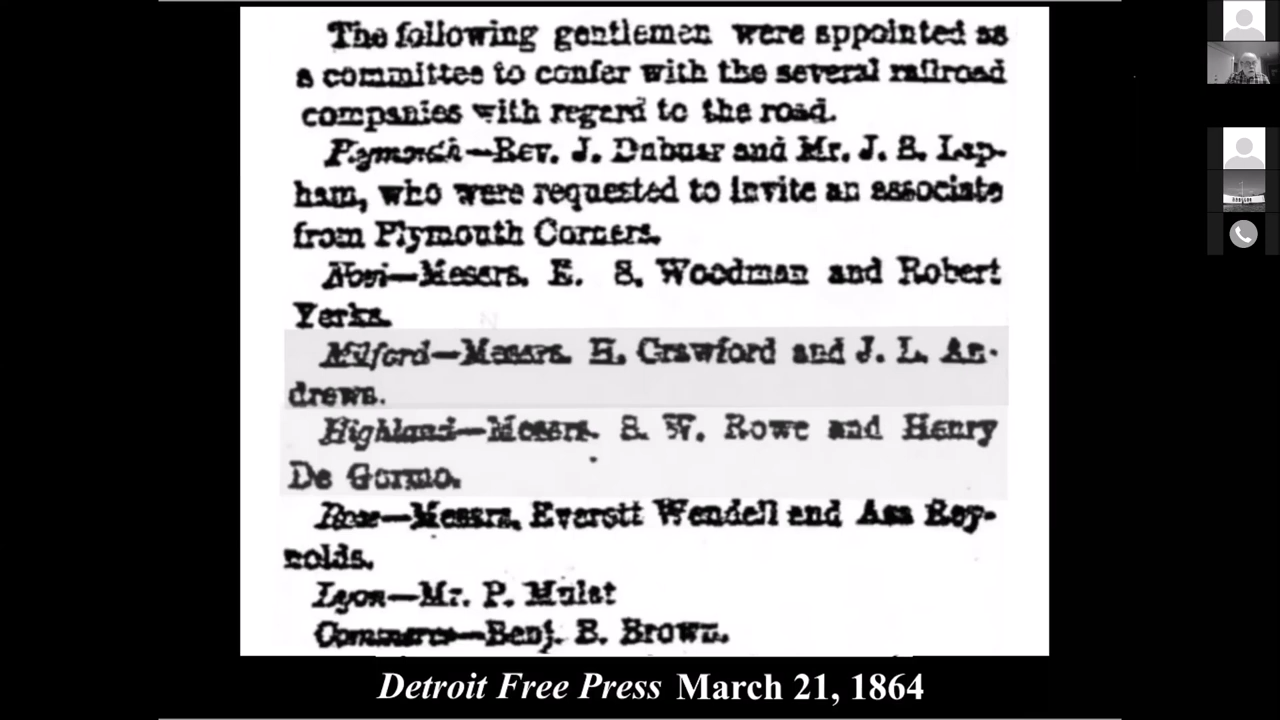 The following gentlemen were appointed as
a committee to confer with the several railroad
companies with regard to the road.
Plymouth—Rev. J. Dubuar and Mr. J. S. Lap-
ham, who were requested to invite an associate
from Plymouth Corners.
Novi—Messrs. E. S. Woodman and Robert
Yerks.
Milford—Messrs. H. Crawford and J. L. An-
drews.
Highland—Messrs. S. W. Rowe and Henry
De Gormo.
Rose—Messrs. Everott Wendell and Asa Rey-
nolds.
Lyon—Mr. P.
Commerce—Benj. B. Brown.
Detroit Free Press March 21, 1864